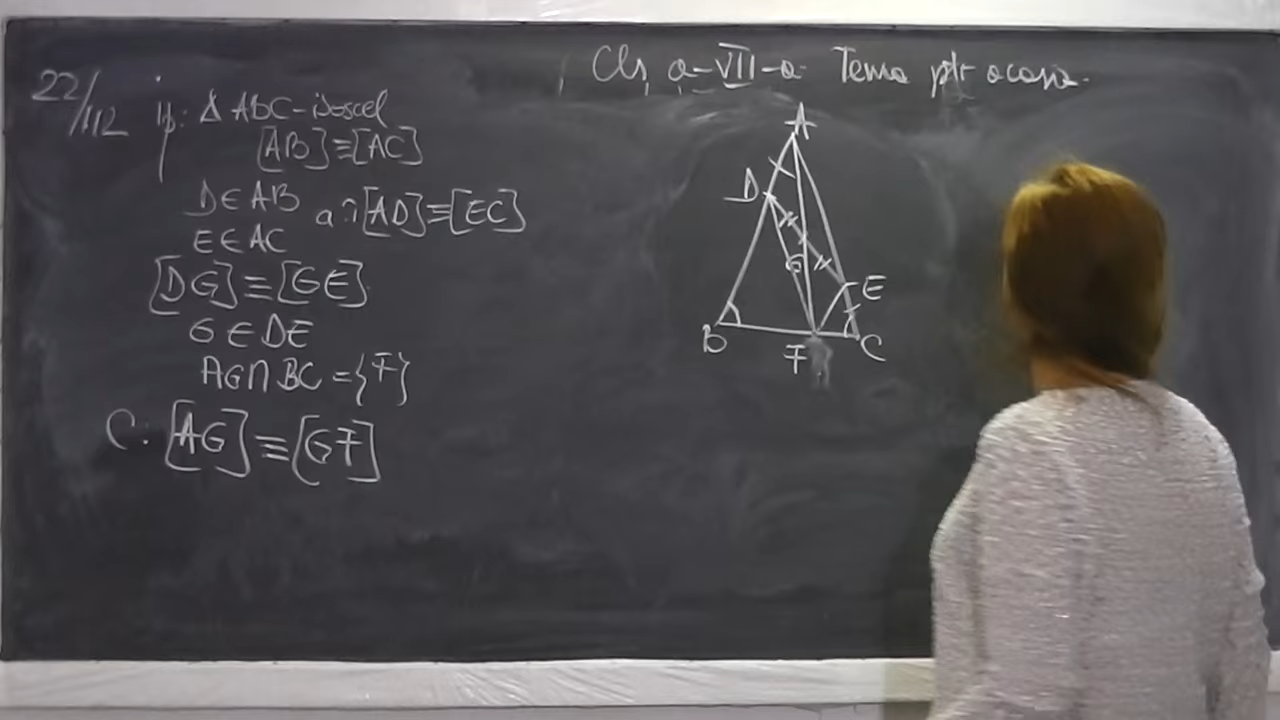 Cls a-VII-a Tema ptr acasa.
22/112 ip: Δ ABC-isoscel
[AB]≡[AC]
D∈AB
a.î [AD]≡[EC]
E∈AC
[DG]≡[GE].
G∈DE
AG∩BC={F}
C: [AG]≡[GF]
A
D
G
E
B
F
C